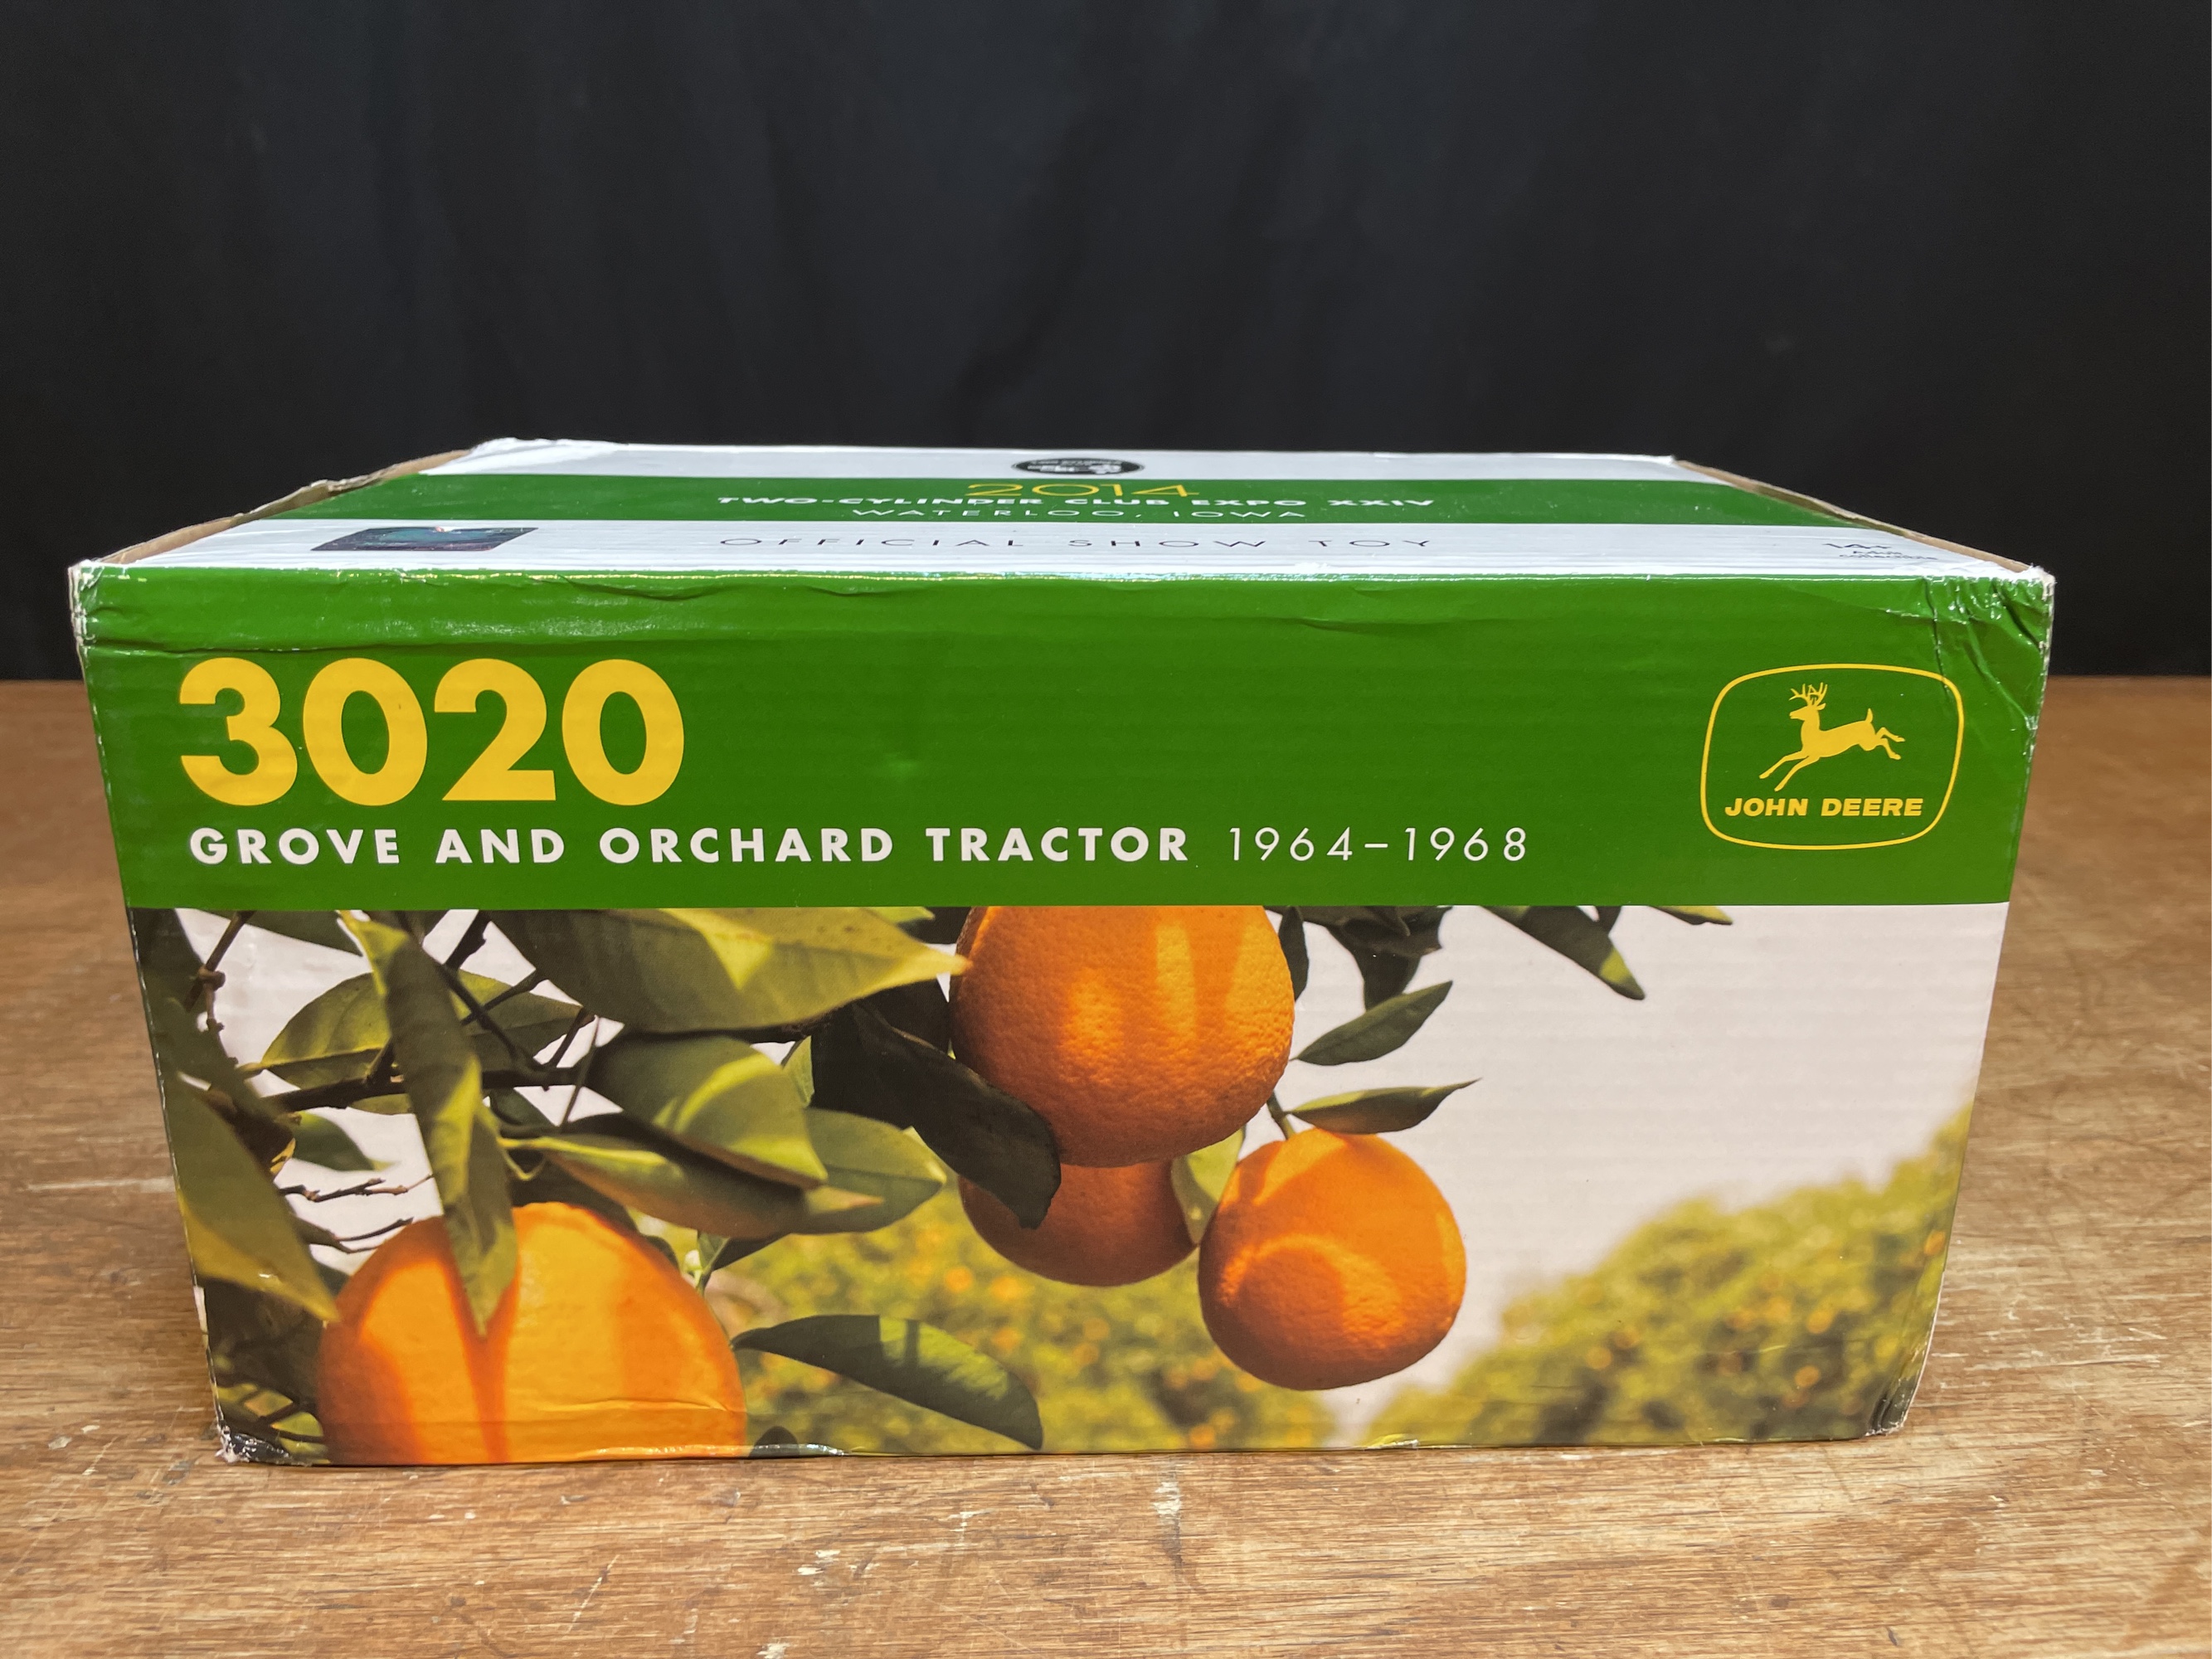 2014
TWO-CYLINDER CLUB EXPO XXIV
WATERLOO, IOWA
OFFICIAL SHOW TOY
14+
3020
GROVE AND ORCHARD TRACTOR 1964–1968
JOHN DEERE